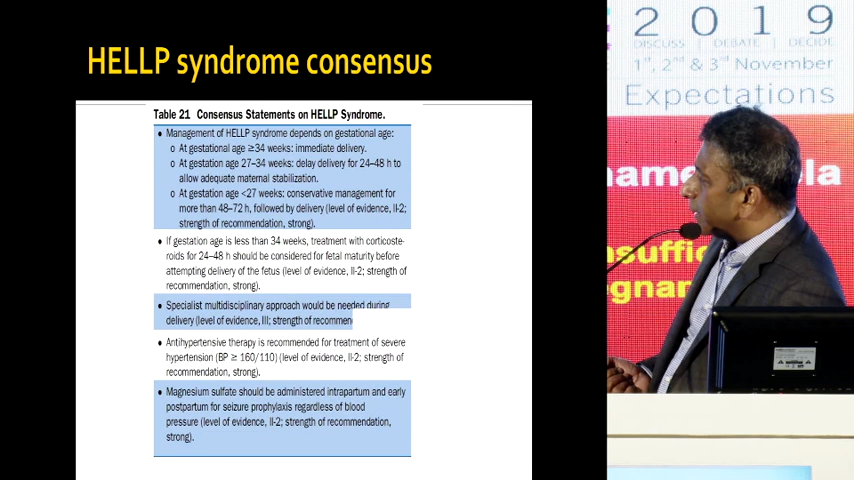 HELLP syndrome consensus
Table 21 Consensus Statements on HELLP Syndrome.
• Management of HELLP syndrome depends on gestational age:
o At gestational age ≥34 weeks: immediate delivery.
o At gestation age 27–34 weeks: delay delivery for 24–48 h to
allow adequate maternal stabilization.
o At gestation age <27 weeks: conservative management for
more than 48–72 h, followed by delivery (level of evidence, II-2;
strength of recommendation, strong).
• If gestation age is less than 34 weeks, treatment with corticoste-
roids for 24–48 h should be considered for fetal maturity before
attempting delivery of the fetus (level of evidence, II-2; strength of
recommendation, strong).
• Specialist multidisciplinary approach would be needed during
delivery (level of evidence, III; strength of recommen
• Antihypertensive therapy is recommended for treatment of severe
hypertension (BP ≥ 160/110) (level of evidence, II-2; strength of
recommendation, strong).
• Magnesium sulfate should be administered intrapartum and early
postpartum for seizure prophylaxis regardless of blood
pressure (level of evidence, II-2; strength of recommendation,
strong).
2 0 1 9
DISCUSS | DEBATE | DECIDE
1st, 2nd & 3rd November
Expectations
name
la
nsuffic
gnan